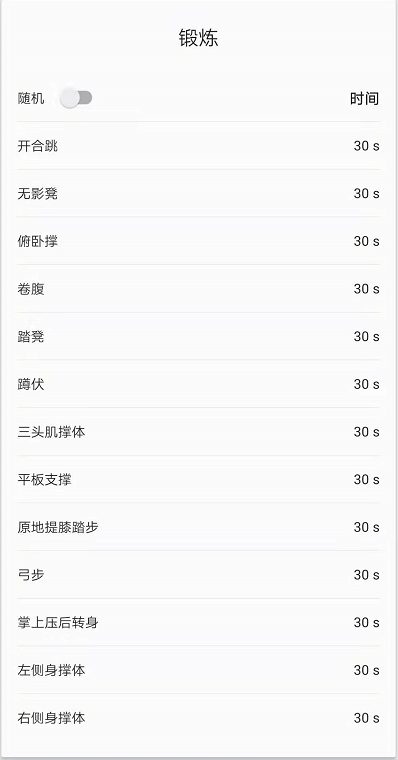 锻炼
随机 时间
开合跳 30 s
无影凳 30 s
俯卧撑 30 s
卷腹 30 s
踏凳 30 s
蹲伏 30 s
三头肌撑体 30 s
平板支撑 30 s
原地提膝踏步 30 s
弓步 30 s
掌上压后转身 30 s
左侧身撑体 30 s
右侧身撑体 30 s